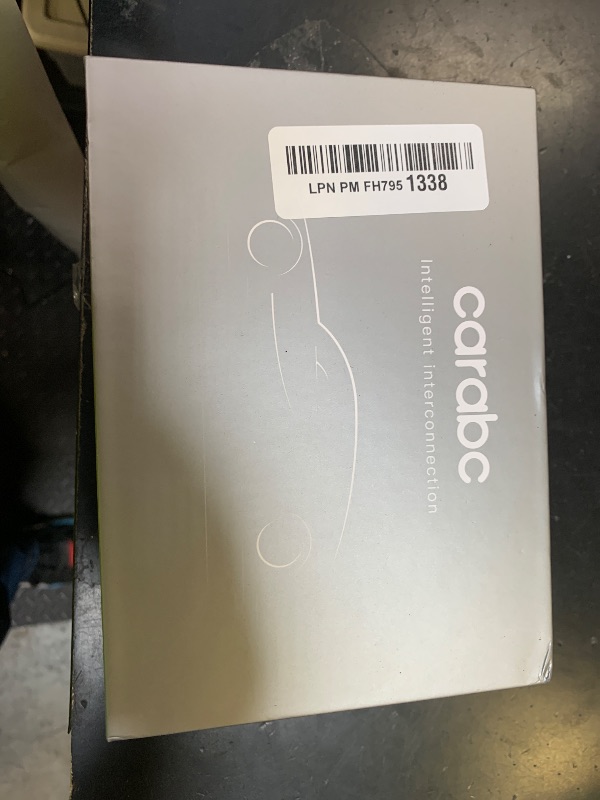 LPN PM FH795 1338
carabc
Intelligent interconnection